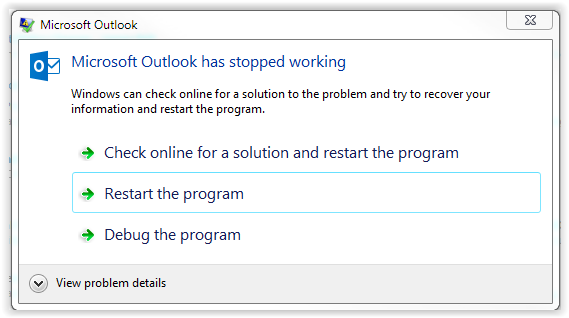 Microsoft Outlook
Microsoft Outlook has stopped working
Windows can check online for a solution to the problem and try to recover your
information and restart the program.
Check online for a solution and restart the program
Restart the program
Debug the program
View problem details